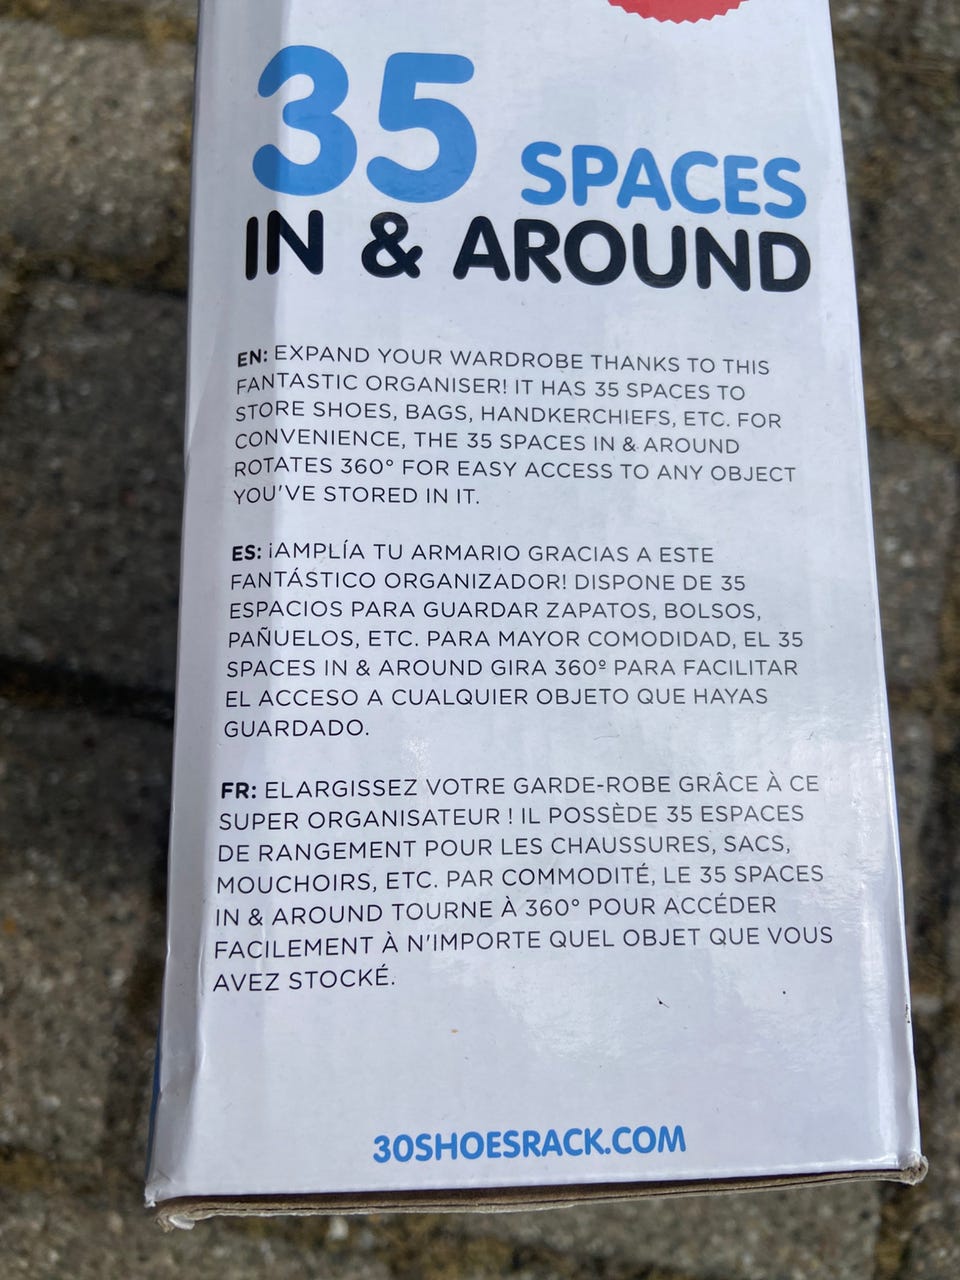 35 SPACES
IN & AROUND
EN: EXPAND YOUR WARDROBE THANKS TO THIS
FANTASTIC ORGANISER! IT HAS 35 SPACES TO
STORE SHOES, BAGS, HANDKERCHIEFS, ETC. FOR
CONVENIENCE, THE 35 SPACES IN & AROUND
ROTATES 360° FOR EASY ACCESS TO ANY OBJECT
YOU'VE STORED IN IT.
ES: ¡AMPLÍA TU ARMARIO GRACIAS A ESTE
FANTÁSTICO ORGANIZADOR! DISPONE DE 35
ESPACIOS PARA GUARDAR ZAPATOS, BOLSOS,
PAÑUELOS, ETC. PARA MAYOR COMODIDAD, EL 35
SPACES IN & AROUND GIRA 360º PARA FACILITAR
EL ACCESO A CUALQUIER OBJETO QUE HAYAS
GUARDADO.
FR: ELARGISSEZ VOTRE GARDE-ROBE GRÂCE À CE
SUPER ORGANISATEUR ! IL POSSÈDE 35 ESPACES
DE RANGEMENT POUR LES CHAUSSURES, SACS,
MOUCHOIRS, ETC. PAR COMMODITÉ, LE 35 SPACES
IN & AROUND TOURNE À 360° POUR ACCÉDER
FACILEMENT À N'IMPORTE QUEL OBJET QUE VOUS
AVEZ STOCKÉ.
30SHOESRACK.COM